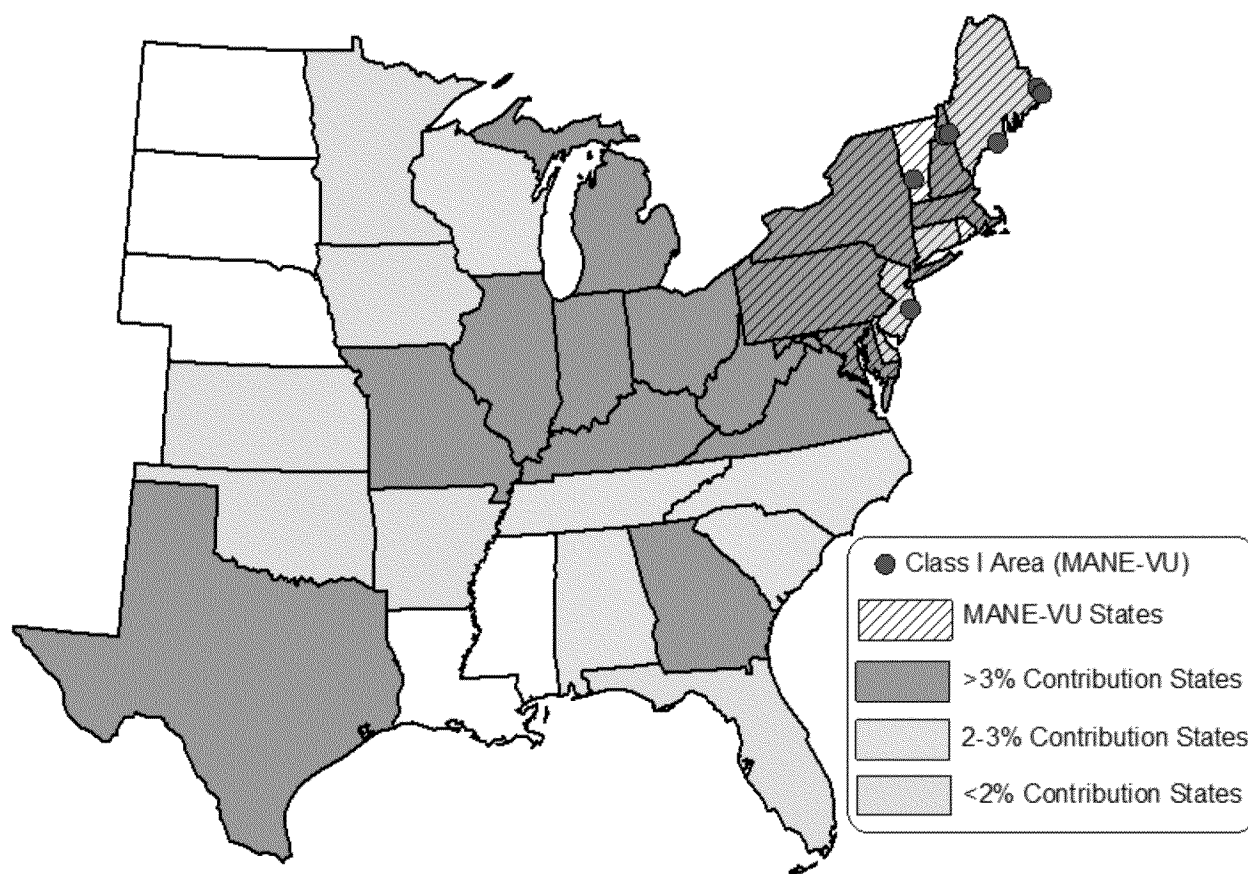 Class I Area (MANE-VU)
MANE-VU States
>3% Contribution States
2-3% Contribution States
<2% Contribution States